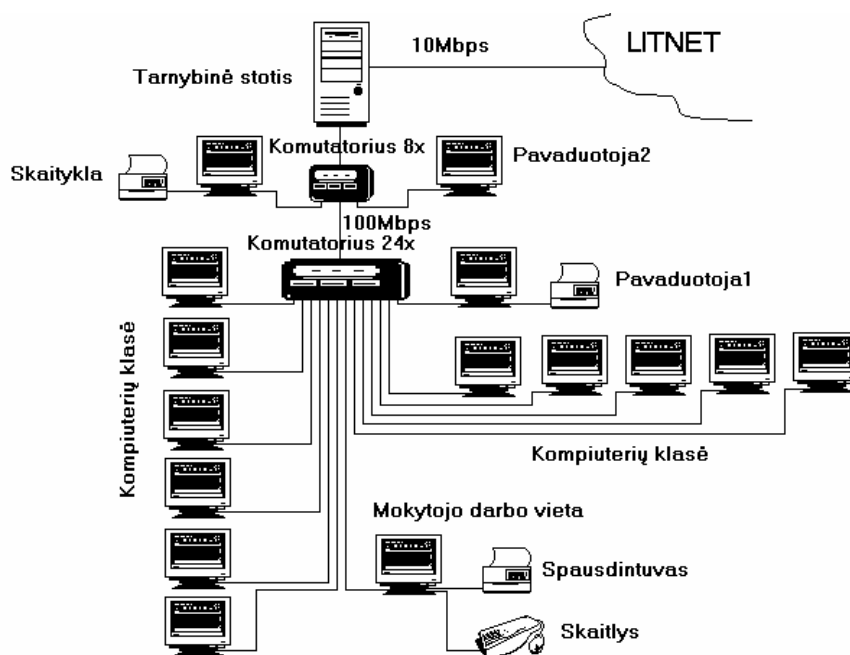 10Mbps
LITNET
Tarnybinė stotis
Komutatorius 8x
Pavaduotoja2
Skaitykla
100Mbps
Komutatorius 24x
Pavaduotoja1
Kompiuterių klasė
Kompiuterių klasė
Mokytojo darbo vieta
Spausdintuvas
Skaitlys